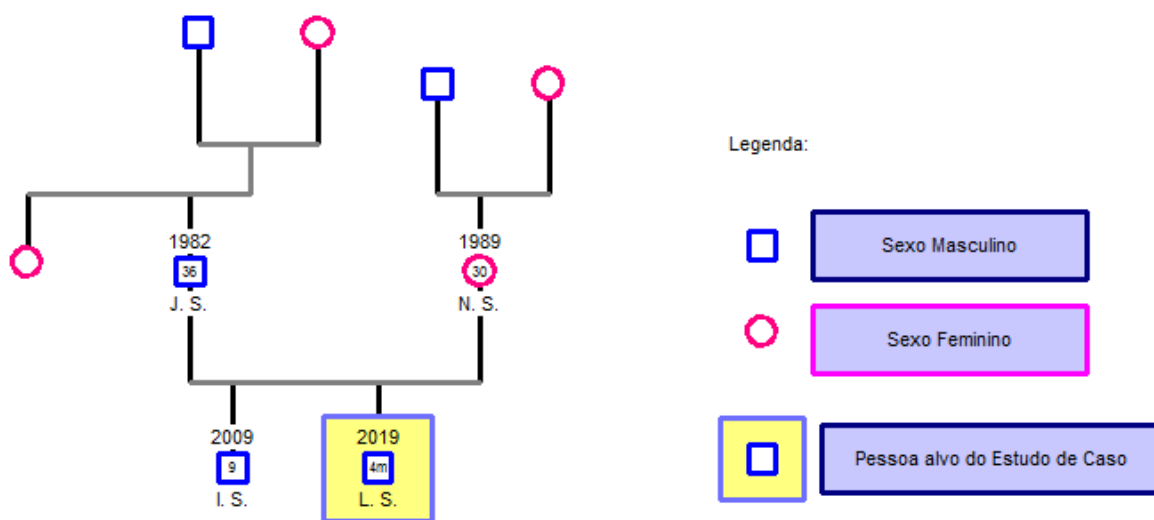 Legenda:
1982
36
J. S.
1989
30
N. S.
2009
9
I. S.
2019
4m
L. S.
Sexo Masculino
Sexo Feminino
Pessoa alvo do Estudo de Caso